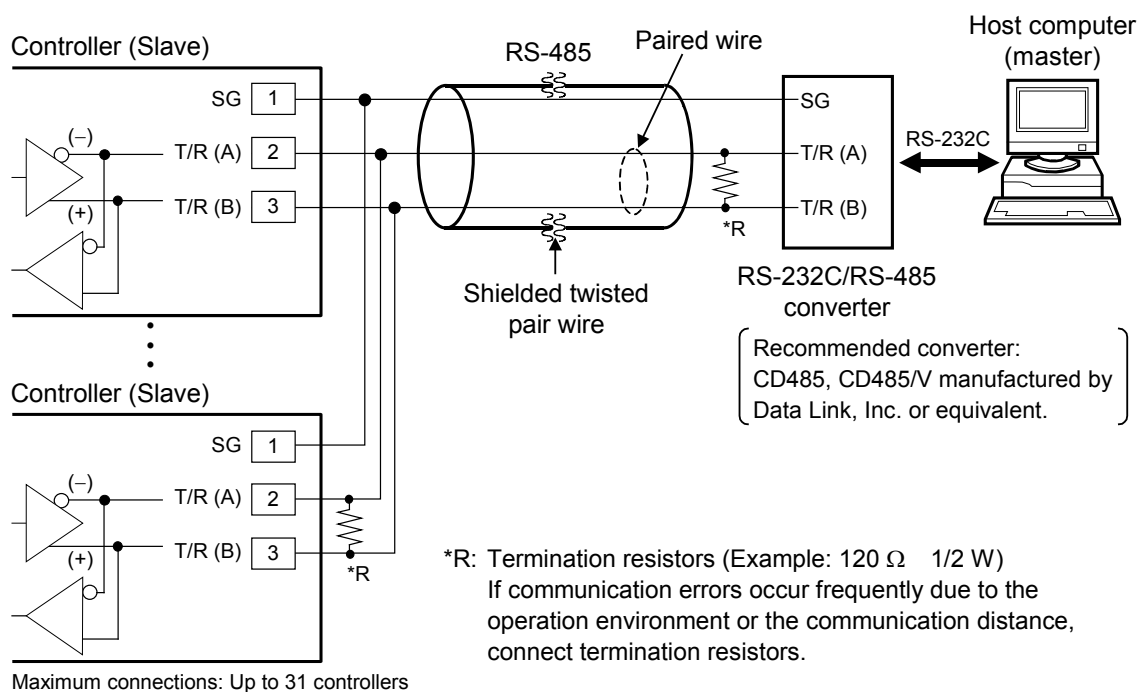 Controller (Slave)
SG 1
(−)
T/R (A) 2
T/R (B) 3
(+)
RS-485
Paired wire
Shielded twisted
pair wire
*R
SG
T/R (A)
T/R (B)
RS-232C/RS-485
converter
RS-232C
Host computer
(master)
Recommended converter:
CD485, CD485/V manufactured by
Data Link, Inc. or equivalent.
Controller (Slave)
SG 1
(−)
T/R (A) 2
T/R (B) 3
(+)
*R
*R: Termination resistors (Example: 120 Ω 1/2 W)
If communication errors occur frequently due to the
operation environment or the communication distance,
connect termination resistors.
Maximum connections: Up to 31 controllers